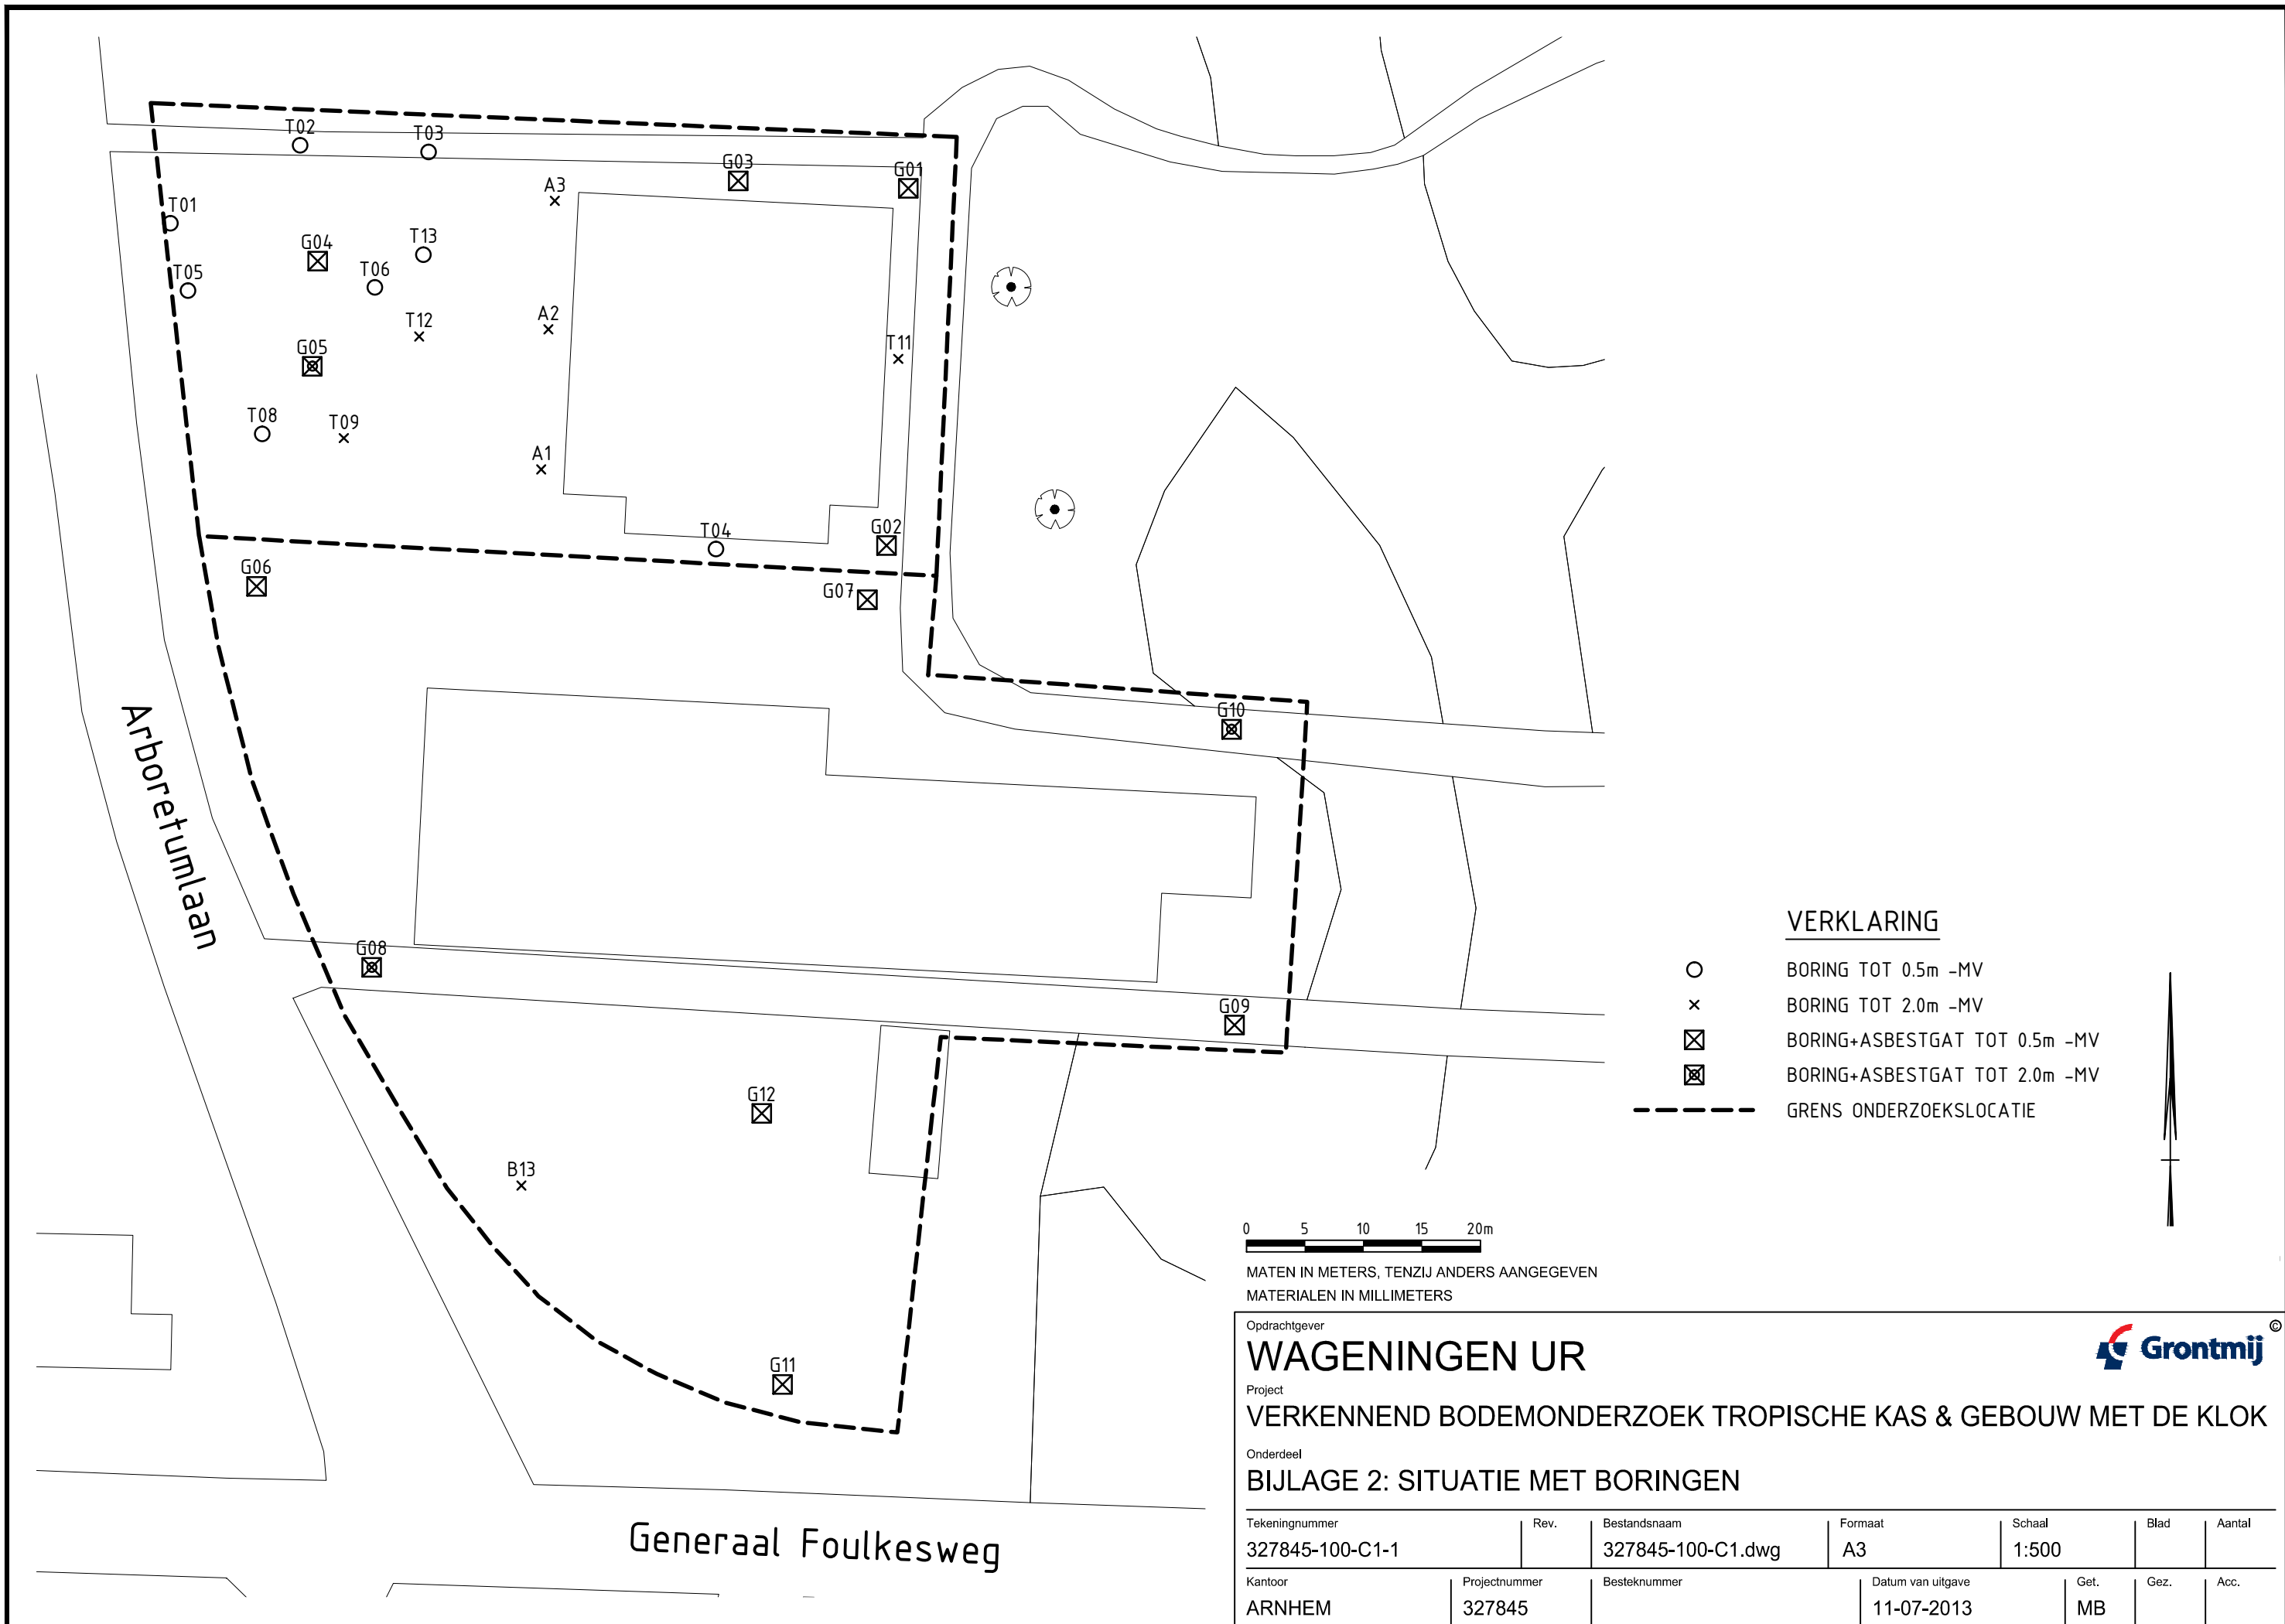 T02
T03
G03
G01
A3
T01
T13
G04
T06
T05
A2
T12
T11
G05
T08
T09
A1
T04
G02
G06
G07
G10
Arboretumlaan
G08
G09
G12
B13
G11
Generaal Foulkesweg
VERKLARING
BORING TOT 0.5m -MV
BORING TOT 2.0m -MV
BORING+ASBESTGAT TOT 0.5m -MV
BORING+ASBESTGAT TOT 2.0m -MV
GRENS ONDERZOEKSLOCATIE
0 5 10 15 20m
MATEN IN METERS, TENZIJ ANDERS AANGEGEVEN
MATERIALEN IN MILLIMETERS
Opdrachtgever
WAGENINGEN UR
Grontmij ©
Project
VERKENNEND BODEMONDERZOEK TROPISCHE KAS & GEBOUW MET DE KLOK
Onderdeel
BIJLAGE 2: SITUATIE MET BORINGEN
Tekeningnummer Rev. Bestandsnaam Formaat Schaal Blad Aantal
327845-100-C1-1 327845-100-C1.dwg A3 1:500
Kantoor Projectnummer Besteknummer Datum van uitgave Get. Gez. Acc.
ARNHEM 327845 11-07-2013 MB